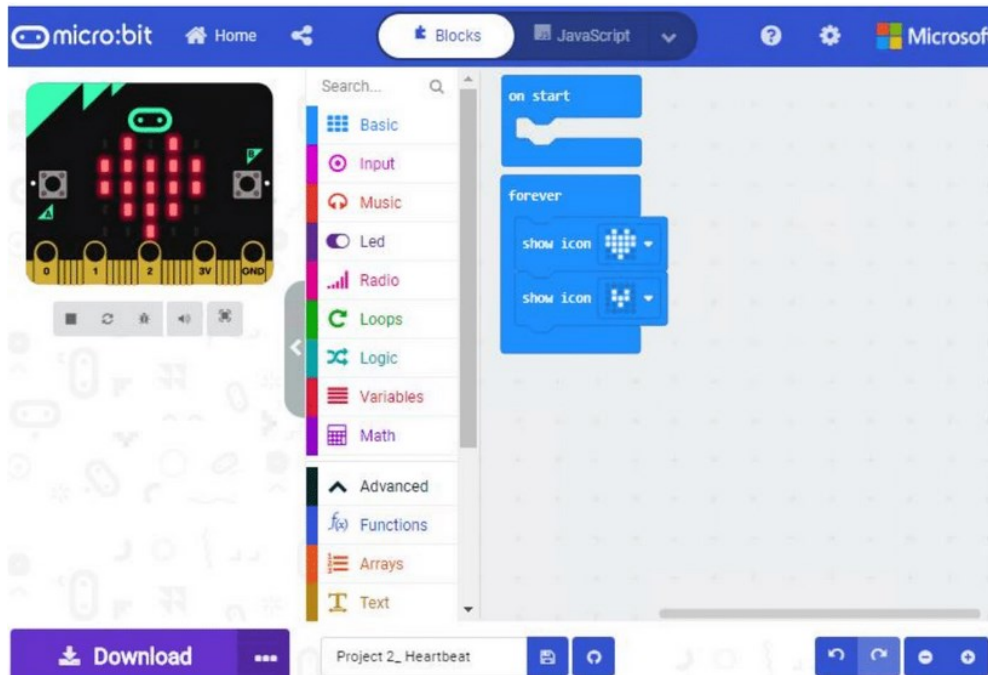 micro:bit
Home
Blocks
JavaScript
Microsof
Search...
Basic
Input
Music
Led
Radio
Loops
Logic
Variables
Math
Advanced
f(x) Functions
Arrays
Text
A
B
0 1 2 3V GND
on start
forever
show icon
show icon
Download
Project 2_ Heartbeat